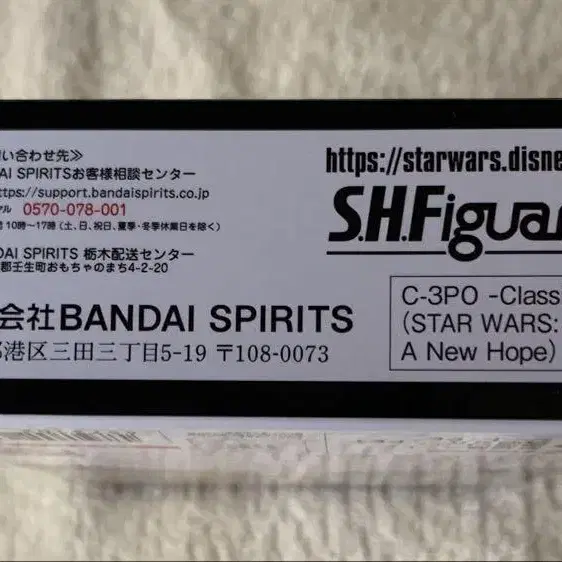 い合わせ先≫
AI SPIRITSお客様相談センター
https://support.bandaispirits.co.jp
ヤル 0570-078-001
10時~17時(土、日、祝日、夏季・冬季休業日を除く)
DAI SPIRITS 栃木配送センター
郡壬生町おもちゃのまち4-2-20
会社BANDAI SPIRITS
港区三田三丁目5-19 〒108-0073
https://starwars.disne
S.H.Figuar
C-3PO -Class
(STAR WARS:
A New Hope)